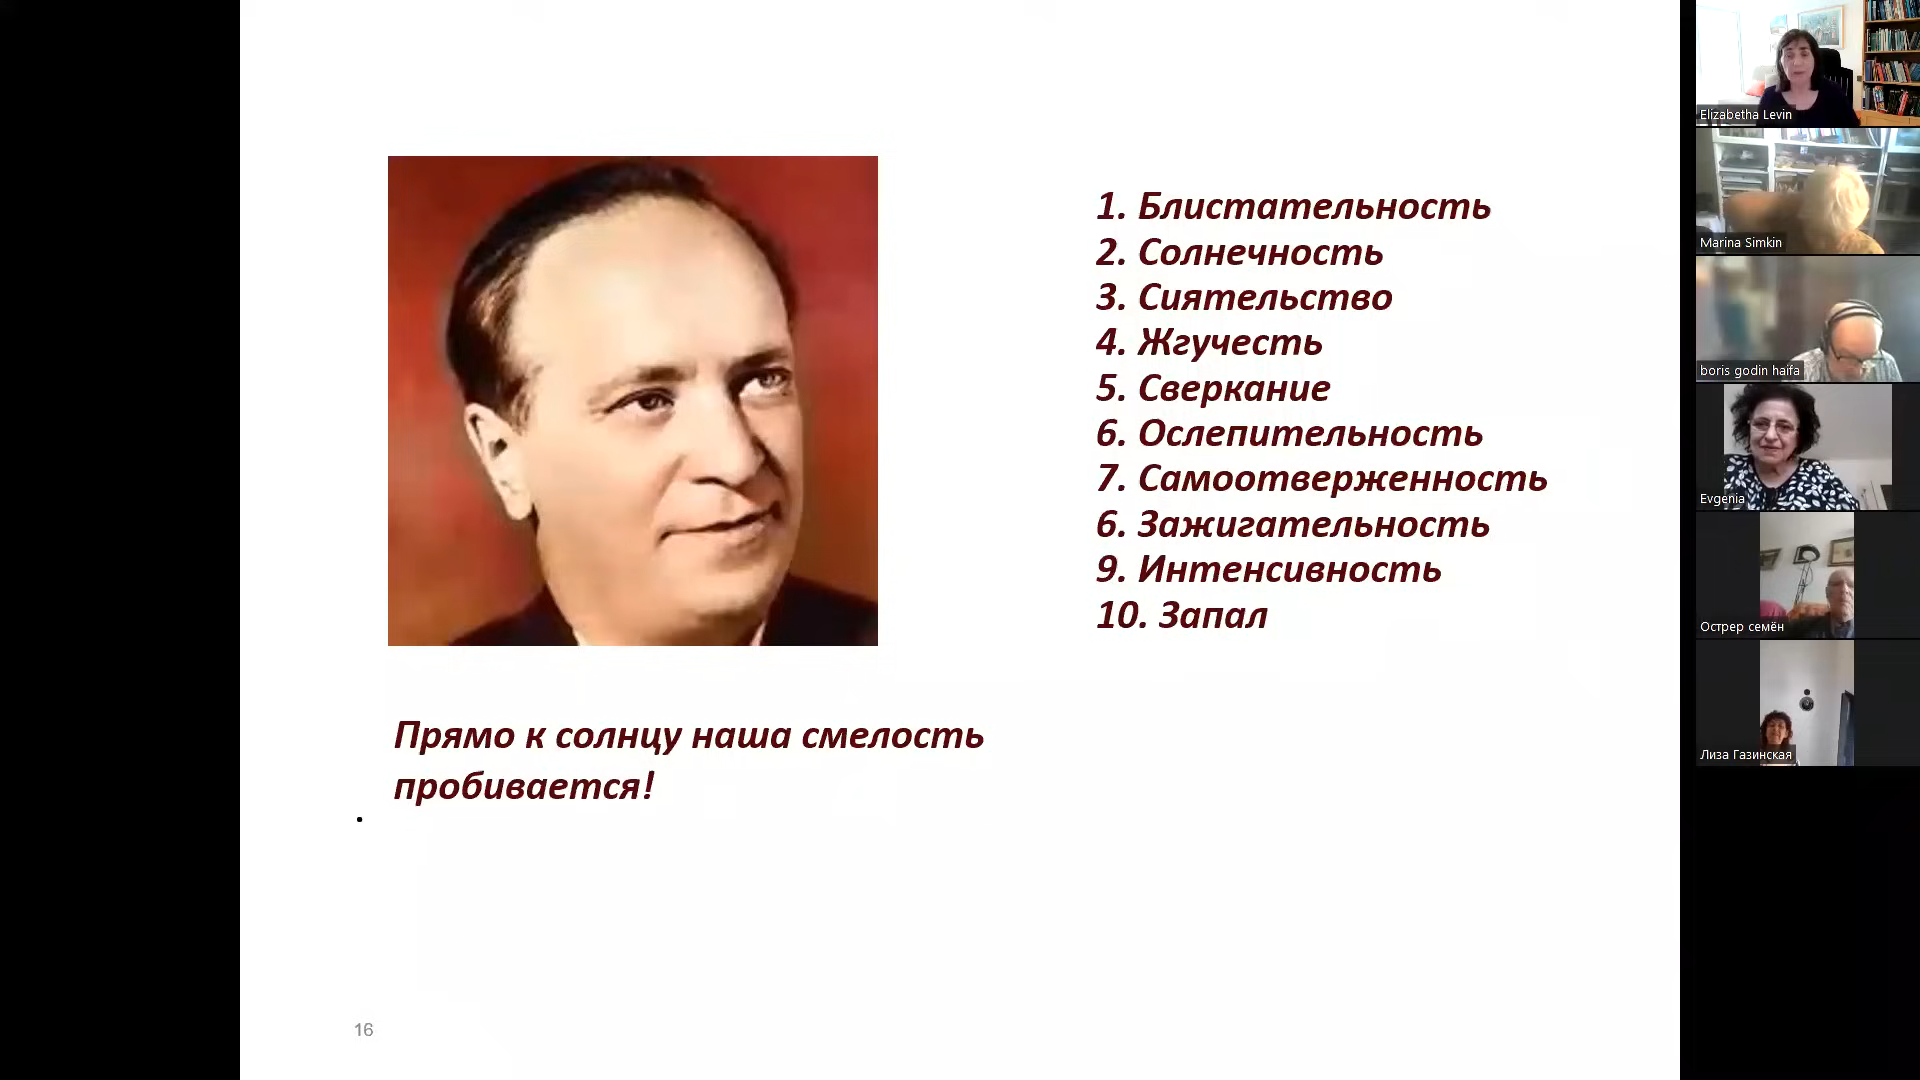 1. Блистательность
2. Солнечность
3. Сиятельство
4. Жгучесть
5. Сверкание
6. Ослепительность
7. Самоотверженность
6. Зажигательность
9. Интенсивность
10. Запал
Прямо к солнцу наша смелость
пробивается!
.
16
Elizabetha Levin
Marina Simkin
boris godin haifa
Evgenia
Острер семён
Лиза Газинская